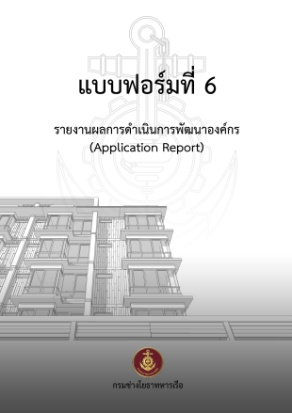 แบบฟอร์มที่ 6
รายงานผลการดำเนินการพัฒนาองค์กร
(Application Report)
กรมช่างโยธาทหารเรือ